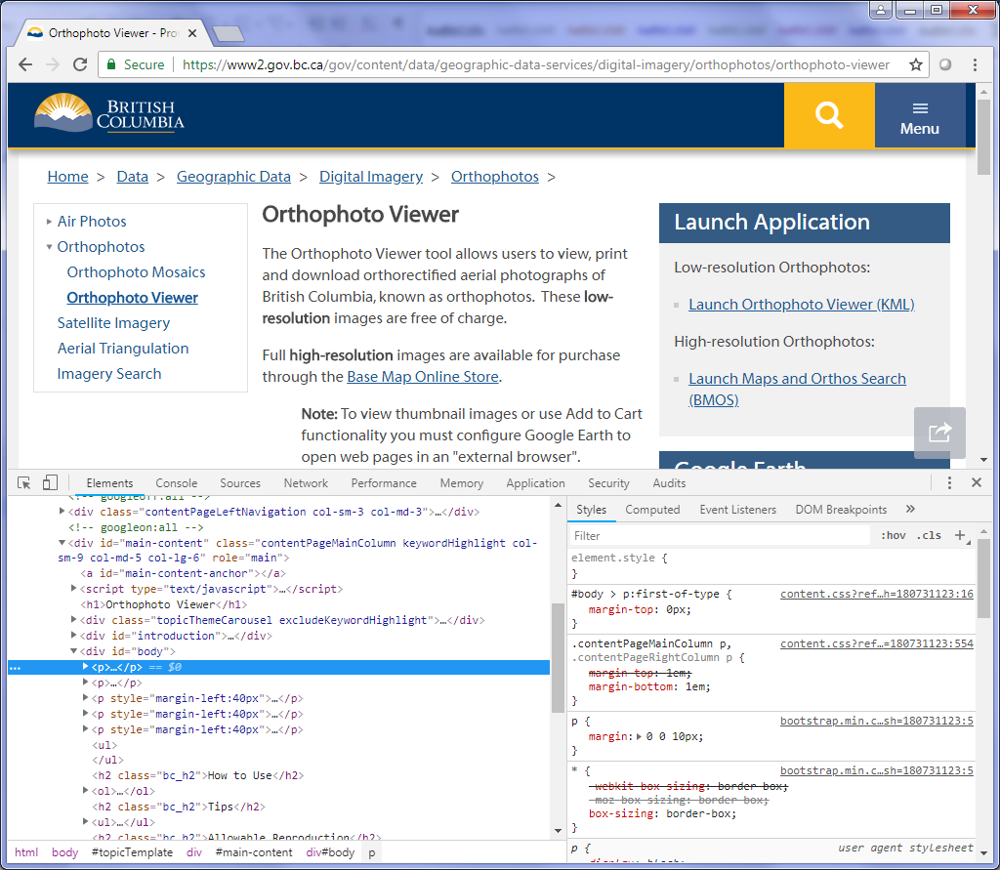 Orthophoto Viewer - Pro
Secure
https://www2.gov.bc.ca/gov/content/data/geographic-data-services/digital-imagery/orthophotos/orthophoto-viewer
BRITISH
COLUMBIA
Menu
Home > Data > Geographic Data > Digital Imagery > Orthophotos >
Air Photos
Orthophotos
Orthophoto Mosaics
Orthophoto Viewer
Satellite Imagery
Aerial Triangulation
Imagery Search
Orthophoto Viewer
The Orthophoto Viewer tool allows users to view, print
and download orthorectified aerial photographs of
British Columbia, known as orthophotos. These low-
resolution images are free of charge.
Full high-resolution images are available for purchase
through the Base Map Online Store.
Note: To view thumbnail images or use Add to Cart
functionality you must configure Google Earth to
open web pages in an "external browser".
Launch Application
Low-resolution Orthophotos:
Launch Orthophoto Viewer (KML)
High-resolution Orthophotos:
Launch Maps and Orthos Search
(BMOS)
Google Earth
Elements Console Sources Network Performance Memory Application Security Audits
<!-- googleoff:all -->
<div class="contentPageLeftNavigation col-sm-3 col-md-3">…</div>
<!-- googleon:all -->
<div id="main-content" class="contentPageMainColumn keywordHighlight col-
sm-9 col-md-5 col-lg-6" role="main">
<a id="main-content-anchor"></a>
<script type="text/javascript">…</script>
<h1>Orthophoto Viewer</h1>
<div class="topicThemeCarousel excludeKeywordHighlight">…</div>
<div id="introduction">…</div>
<div id="body">
<p>…</p> == $0
<p>…</p>
<p style="margin-left:40px">…</p>
<p style="margin-left:40px">…</p>
<p style="margin-left:40px">…</p>
<ul>
</ul>
<h2 class="bc_h2">How to Use</h2>
<ol>…</ol>
<h2 class="bc_h2">Tips</h2>
<ul>…</ul>
<h2 class="bc_h2">Allowable Reproduction</h2>
html body #topicTemplate div #main-content div#body p
Styles Computed Event Listeners DOM Breakpoints »
Filter :hov .cls +
element.style {
}
#body > p:first-of-type { content.css?ref…h=180731123:16
margin-top: 0px;
}
.contentPageMainColumn p, content.css?ref…=180731123:554
.contentPageRightColumn p {
margin-top: 1em;
margin-bottom: 1em;
}
p { bootstrap.min.c…sh=180731123:5
margin: 0 0 10px;
}
* { bootstrap.min.c…sh=180731123:5
-webkit-box-sizing: border-box;
-moz-box-sizing: border-box;
box-sizing: border-box;
}
p { user agent stylesheet
display: block;